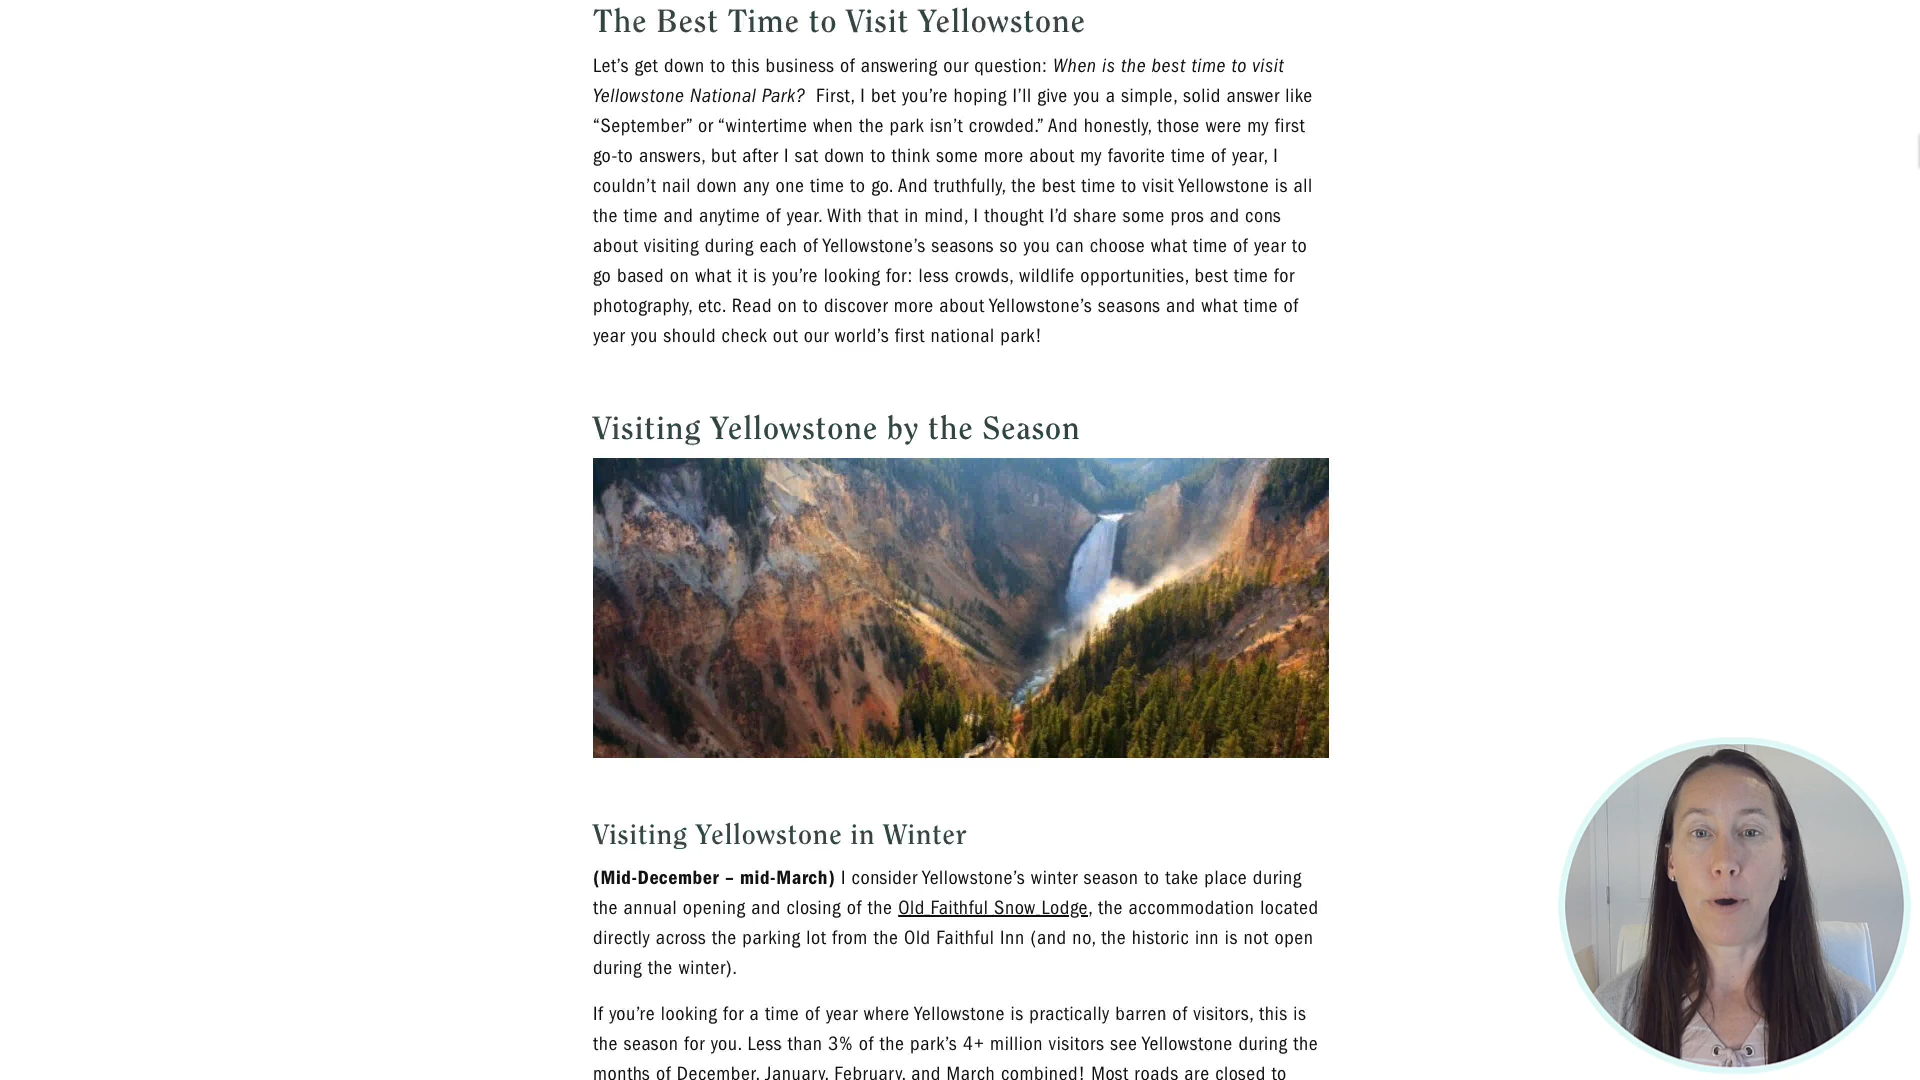 The Best Time to Visit Yellowstone
Let’s get down to this business of answering our question: When is the best time to visit
Yellowstone National Park?  First, I bet you’re hoping I’ll give you a simple, solid answer like
“September” or “wintertime when the park isn’t crowded.” And honestly, those were my first
go-to answers, but after I sat down to think some more about my favorite time of year, I
couldn’t nail down any one time to go. And truthfully, the best time to visit Yellowstone is all
the time and anytime of year. With that in mind, I thought I’d share some pros and cons
about visiting during each of Yellowstone’s seasons so you can choose what time of year to
go based on what it is you’re looking for: less crowds, wildlife opportunities, best time for
photography, etc. Read on to discover more about Yellowstone’s seasons and what time of
year you should check out our world’s first national park!
Visiting Yellowstone by the Season
Visiting Yellowstone in Winter
(Mid-December – mid-March) I consider Yellowstone’s winter season to take place during
the annual opening and closing of the Old Faithful Snow Lodge, the accommodation located
directly across the parking lot from the Old Faithful Inn (and no, the historic inn is not open
during the winter).
If you’re looking for a time of year where Yellowstone is practically barren of visitors, this is
the season for you. Less than 3% of the park’s 4+ million visitors see Yellowstone during the
months of December, January, February, and March combined! Most roads are closed to